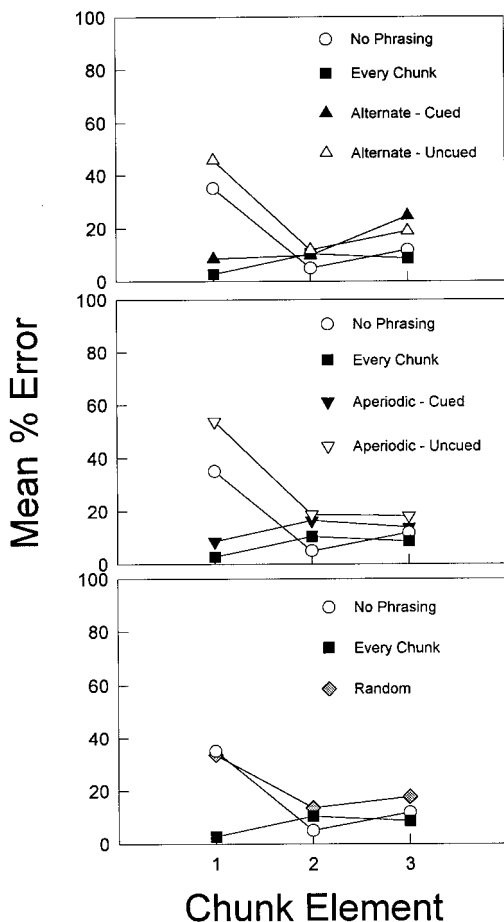 100
80
60
40
20
0
No Phrasing
Every Chunk
Alternate - Cued
Alternate - Uncued
100
80
60
40
20
0
No Phrasing
Every Chunk
Aperiodic - Cued
Aperiodic - Uncued
Mean % Error
100
80
60
40
20
0
No Phrasing
Every Chunk
Random
1 2 3
Chunk Element